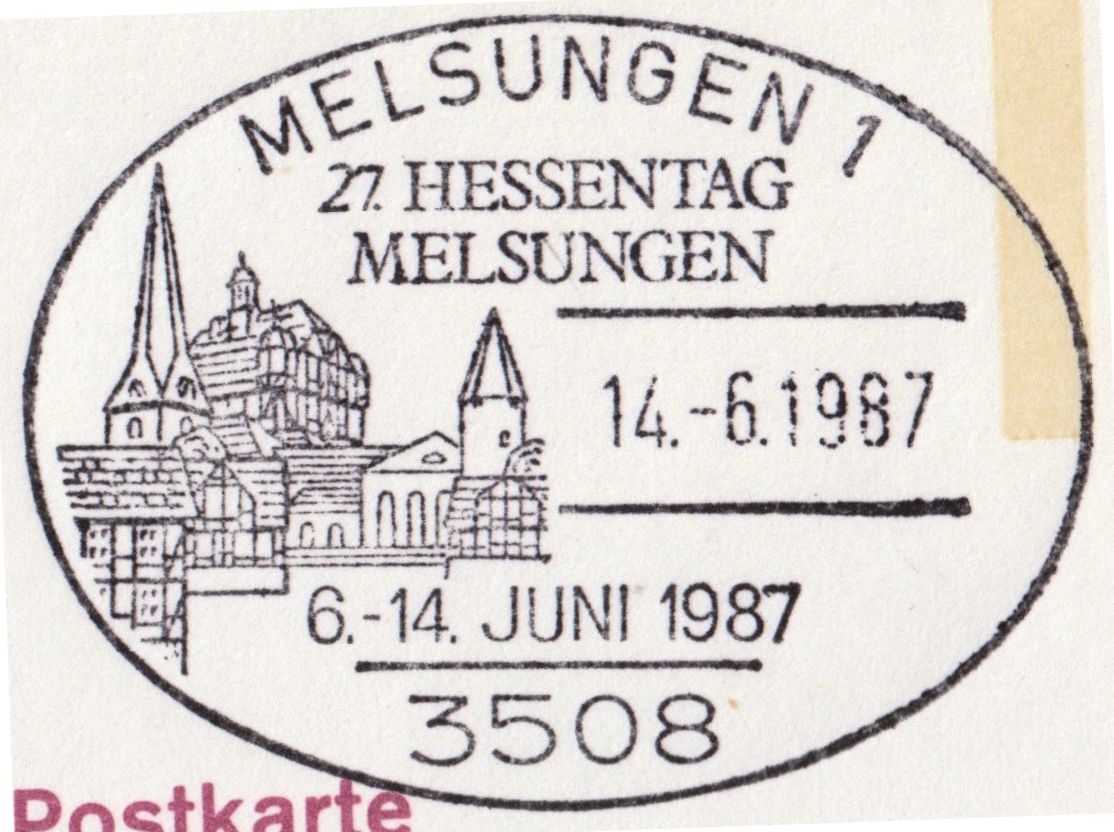 MELSUNGEN 1
27. HESSENTAG
MELSUNGEN
14.-6.1987
6.-14. JUNI 1987
3508
Postkarte